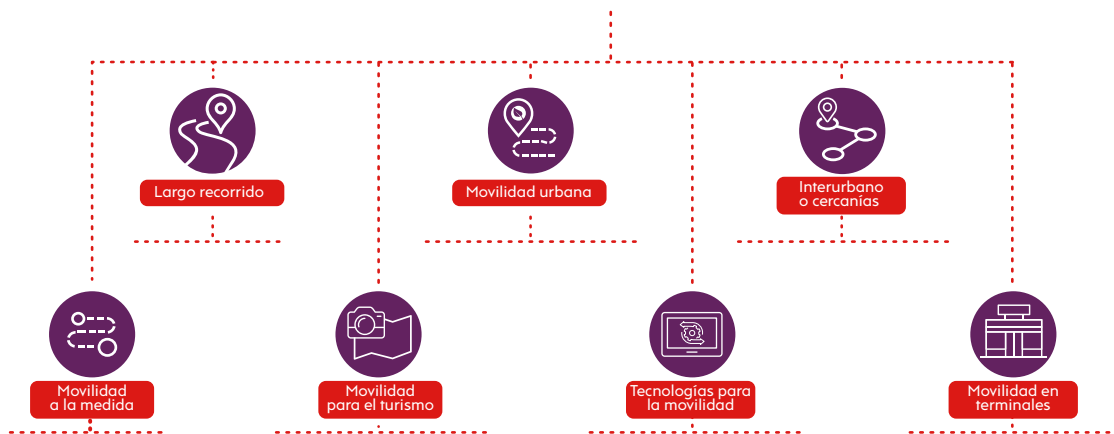 Largo recorrido
Movilidad urbana
Interurbano
o cercanías
Movilidad
a la medida
Movilidad
para el turismo
Tecnologías para
la movilidad
Movilidad en
terminales